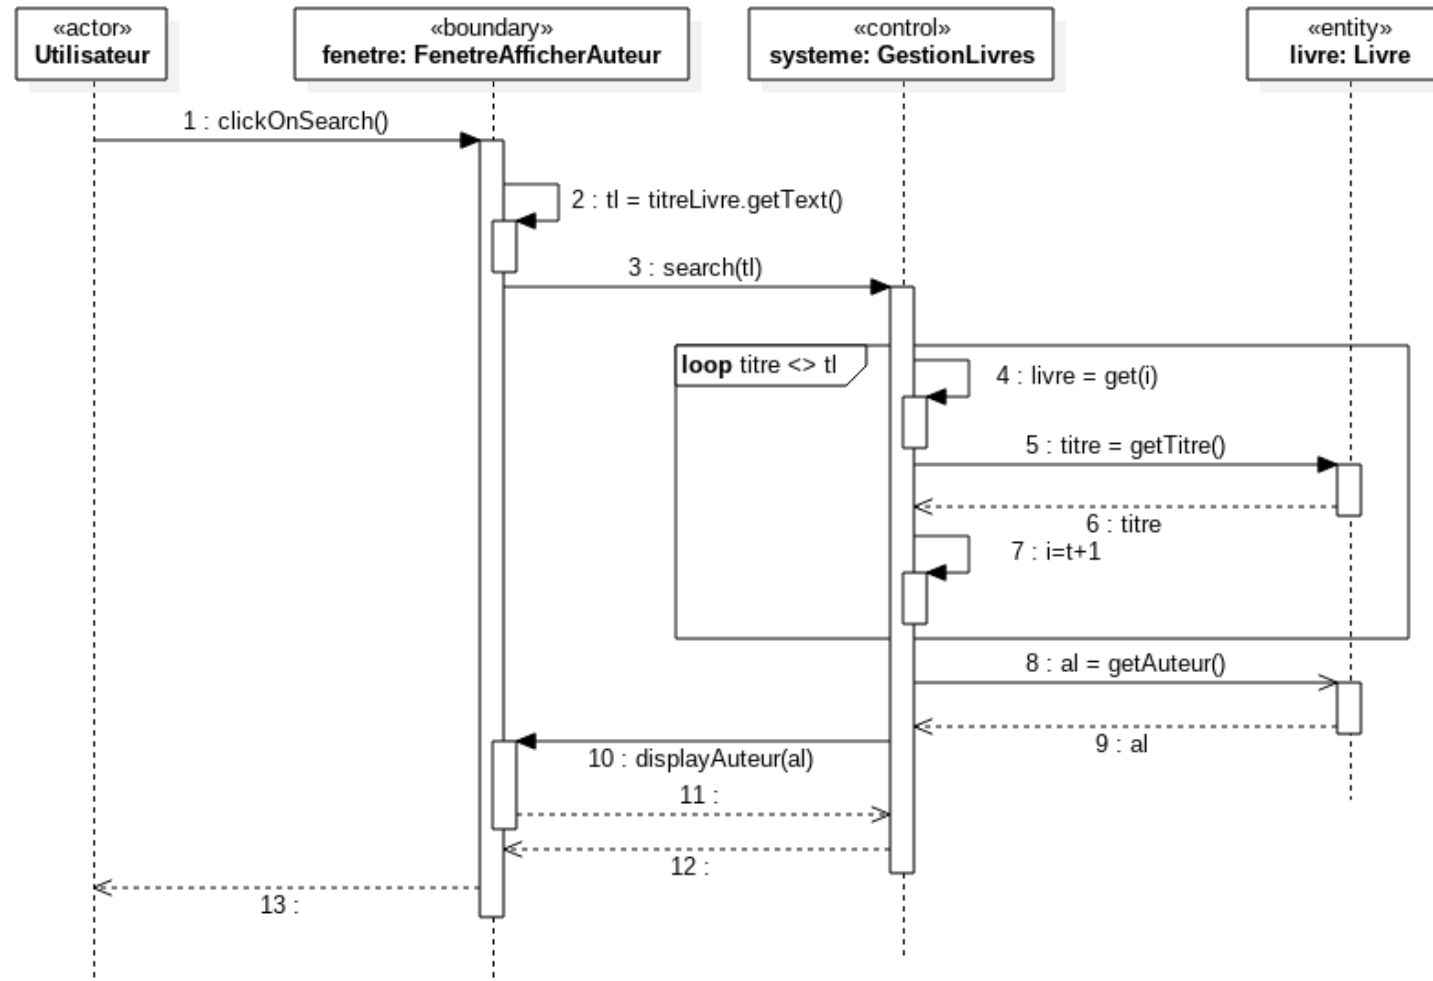 «actor»
Utilisateur
«boundary»
fenetre: FenetreAfficherAuteur
«control»
systeme: GestionLivres
«entity»
livre: Livre
1 : clickOnSearch()
2 : tl = titreLivre.getText()
3 : search(tl)
loop titre <> tl
4 : livre = get(i)
5 : titre = getTitre()
6 : titre
7 : i=t+1
8 : al = getAuteur()
9 : al
10 : displayAuteur(al)
11 :
12 :
13 :